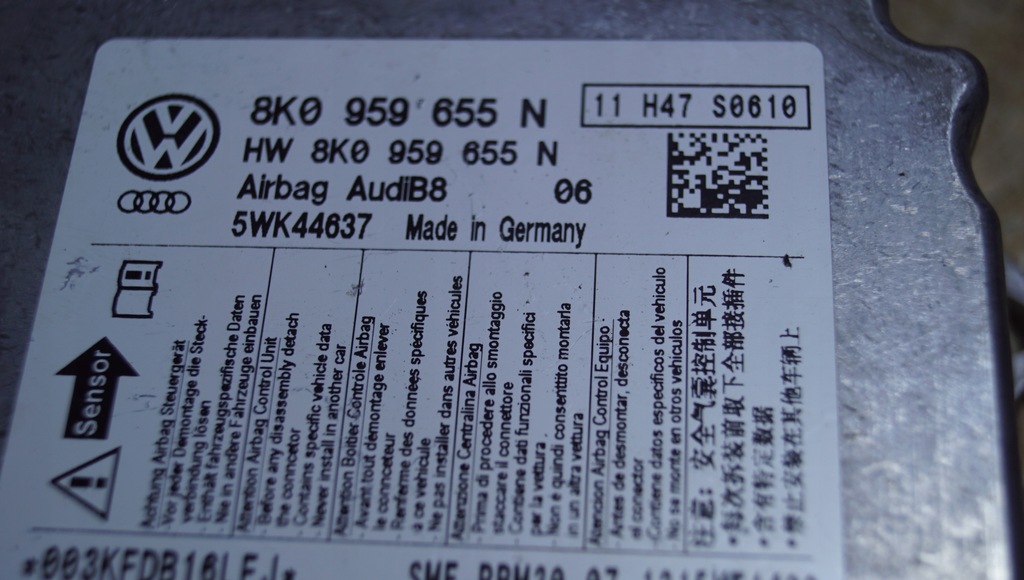 8K0 959 655 N
11 H47 S0610
HW 8K0 959 655 N
Airbag AudiB8 06
5WK44637 Made in Germany
Sensor
Achtung Airbag Steuergerät
-Vor jeder Demontage die Steck-
verbindung lösen
-Enthält fahrzeugspezifische Daten
-Nie in andere Fahrzeuge einbauen
Attention Airbag Control Unit
-Before any disassembly detach
the connector
-Contains specific vehicle data
-Never install in another car
Attention Boitier Contrôle Airbag
-Avant tout démontage enlever
le connecteur
-Renferme des données spécifiques
a ce véhicule
-Ne pas installer dans autres véhicules
Attenzione Centralina Airbag
-Prima di procedere allo smontaggio
staccare il connettore
-Contiene dati funzionali specifici
per la vettura
-Non e quindi consentito montarla
in un altra vettura
Atencion Airbag Control Equipo
-Antes de desmontar, desconecta
el conector
-Contiene datos especificos del vehiculo
-No se monte en otros vehiculos
注意：安全气囊控制单元
*每次拆装前取下全部接插件
*含有特定数据
*禁止安装在其他车辆上
*003KFDB16LFJ*